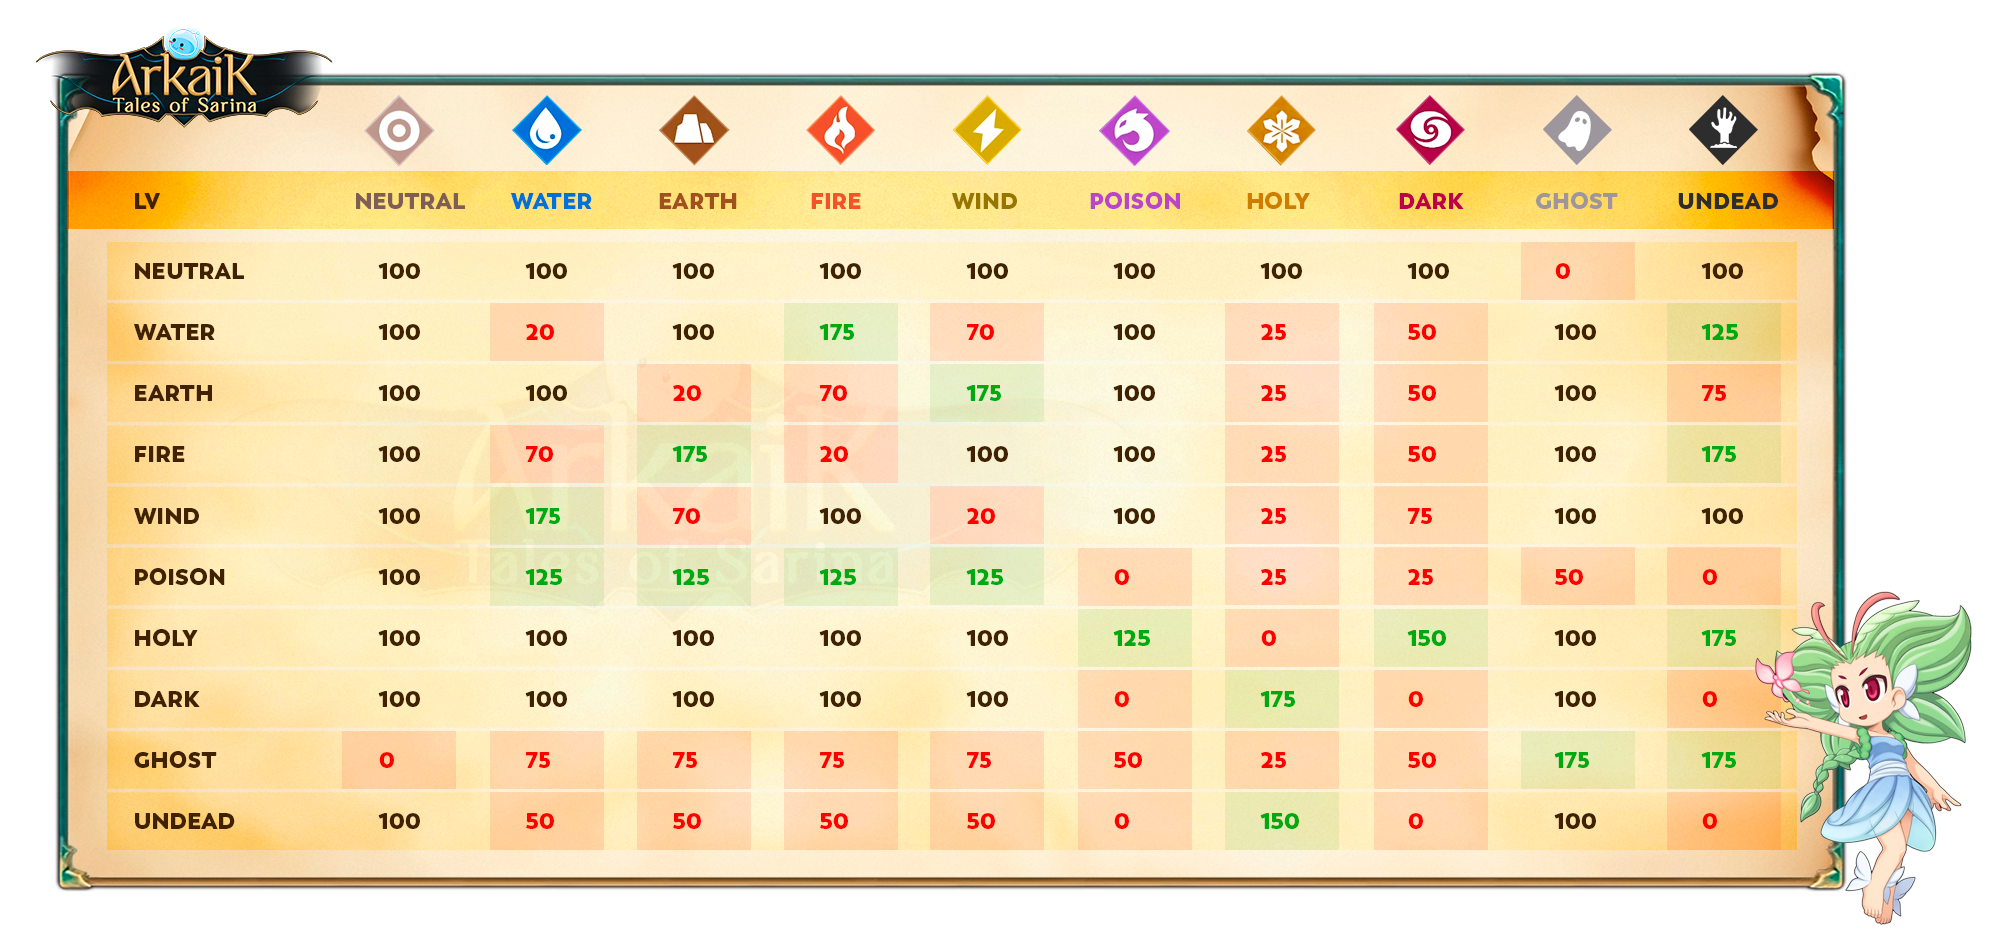 ArkaiK
Tales of Sarina
LV NEUTRAL WATER EARTH FIRE WIND POISON HOLY DARK GHOST UNDEAD
NEUTRAL 100 100 100 100 100 100 100 100 0 100
WATER 100 20 100 175 70 100 25 50 100 125
EARTH 100 100 20 70 175 100 25 50 100 75
FIRE 100 70 175 20 100 100 25 50 100 175
WIND 100 175 70 100 20 100 25 75 100 100
POISON 100 125 125 125 125 0 25 25 50 0
HOLY 100 100 100 100 100 125 0 150 100 175
DARK 100 100 100 100 100 0 175 0 100 0
GHOST 0 75 75 75 75 50 25 50 175 175
UNDEAD 100 50 50 50 50 0 150 0 100 0
ArkaiK
Tales of Sarina